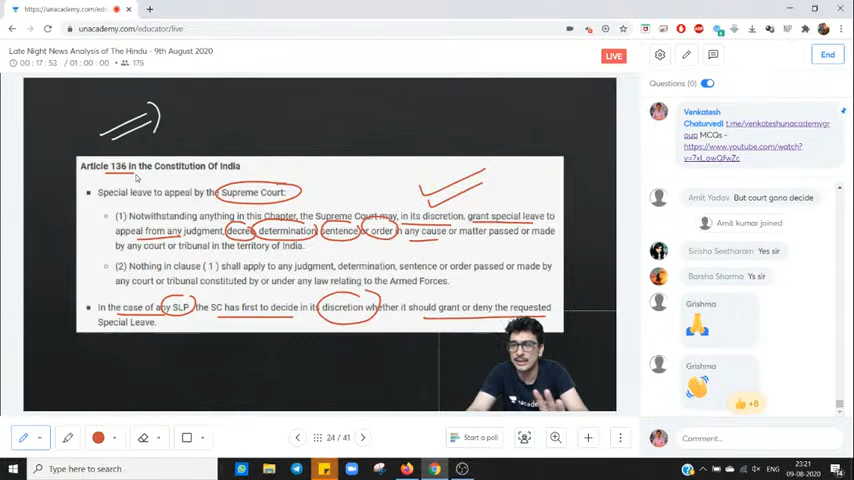 https://unacademy.com/educator/live
unacademy.com/educator/live
Late Night News Analysis of The Hindu - 9th August 2020
00 : 17 : 53 / 01 : 00 : 00 • 175
LIVE
End
Questions (0)
Article 136 in the Constitution Of India
Special leave to appeal by the Supreme Court:
(1) Notwithstanding anything in this Chapter, the Supreme Court may, in its discretion, grant special leave to
appeal from any judgment, decree, determination, sentence or order in any cause or matter passed or made
by any court or tribunal in the territory of India.
(2) Nothing in clause ( 1 ) shall apply to any judgment, determination, sentence or order passed or made by
any court or tribunal constituted by or under any law relating to the Armed Forces.
In the case of any SLP, the SC has first to decide in its discretion whether it should grant or deny the requested
Special Leave.
unacademy
Venkatesh
Chaturvedi t.me/venkateshunacademygr
oup MCQs -
https://www.youtube.com/watch?
v=7xl_owQfwZc
Amit Yadav But court gona decide
Amit kumar joined
Sirisha Seetharam Yes sir
Barsha Sharma Ys sir
Grishma
Grishma
+8
24 / 41
Start a poll
Comment...
Type here to search
ENG
23:21
09-08-2020